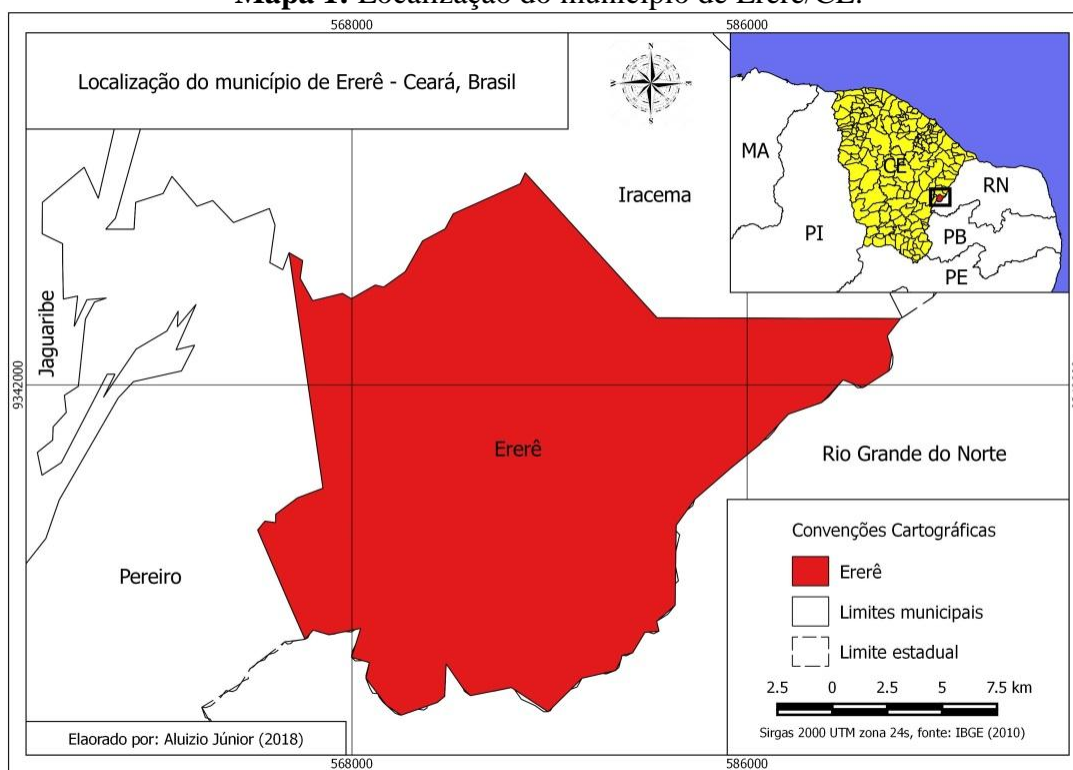 Mapa 1: Localização do município de Ererê/CE.
568000
586000
Localização do município de Ererê - Ceará, Brasil
N
S
MA
CE
RN
PI
PB
PE
Iracema
Jaguaribe
9342000
Ererê
Rio Grande do Norte
Pereiro
Convenções Cartográficas
Ererê
Limites municipais
Limite estadual
2.5 0 2.5 5 7.5 km
Sirgas 2000 UTM zona 24s, fonte: IBGE (2010)
Elaorado por: Aluizio Júnior (2018)
568000
586000